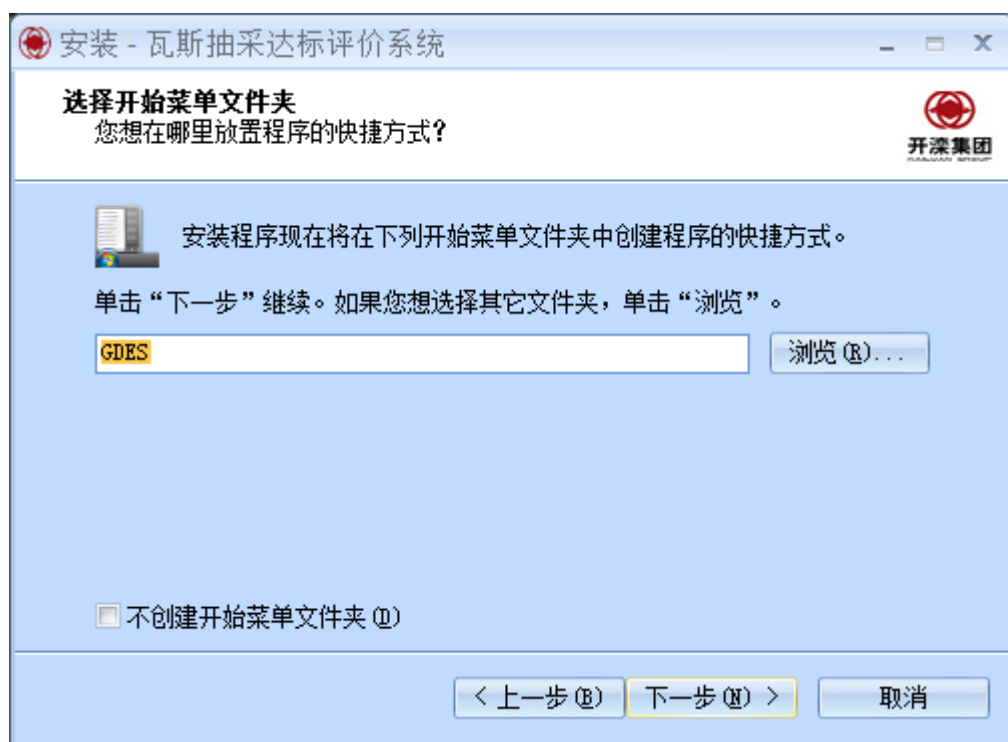 安装 - 瓦斯抽采达标评价系统
选择开始菜单文件夹
您想在哪里放置程序的快捷方式?
开滦集团
安装程序现在将在下列开始菜单文件夹中创建程序的快捷方式。
单击“下一步”继续。如果您想选择其它文件夹，单击“浏览”。
GDES
浏览(R)...
不创建开始菜单文件夹(D)
< 上一步(B)
下一步(N) >
取消